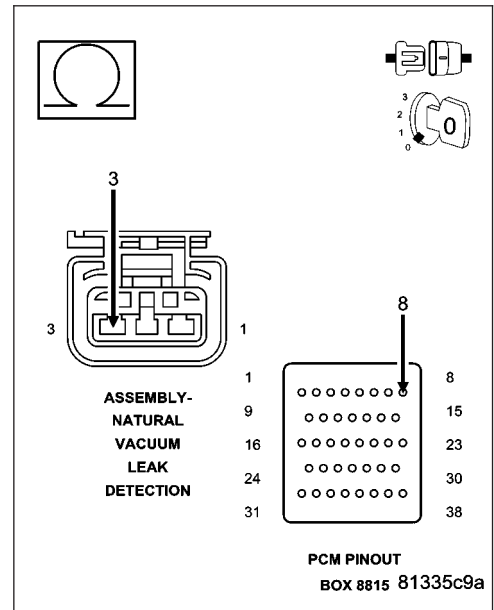 3
2
1
0
0
3
8
3
1
ASSEMBLY-
NATURAL
VACUUM
LEAK
DETECTION
1
8
9
15
16
23
24
30
31
38
PCM PINOUT
BOX 8815 81335c9a